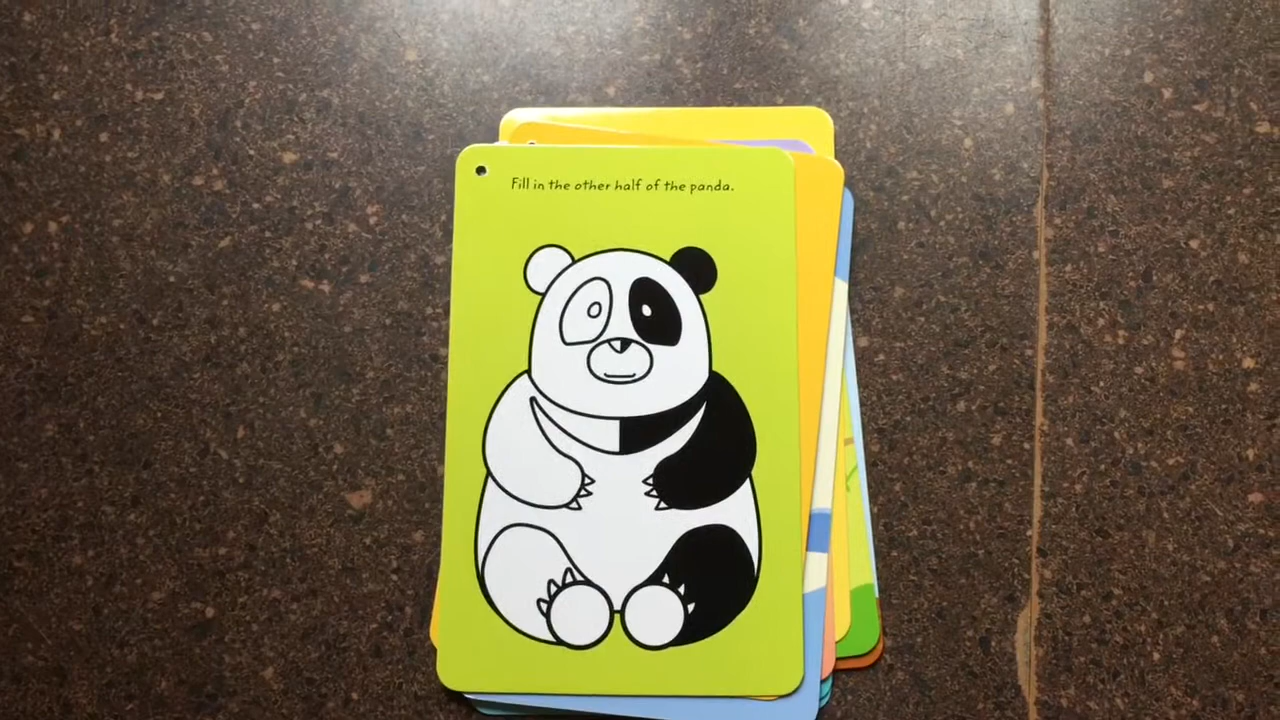 Fill in the other half of the panda.